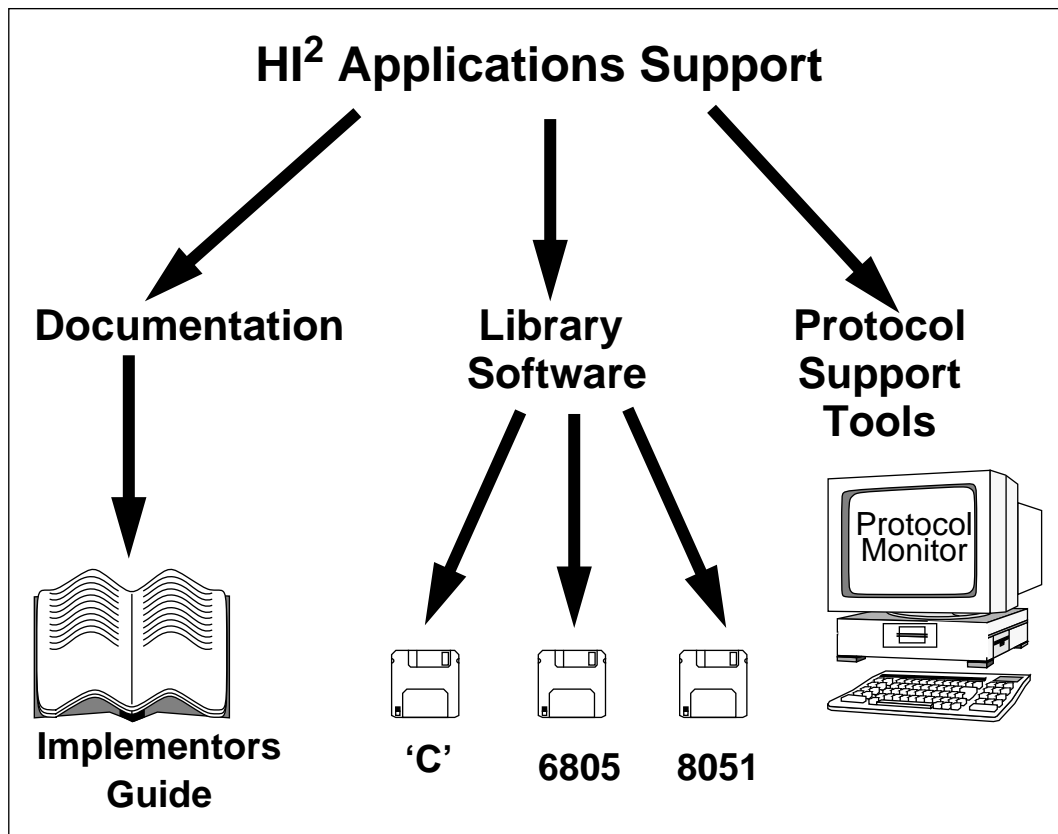 HI² Applications Support
Documentation
Library
Software
Protocol
Support
Tools
Protocol
Monitor
Implementors
Guide
‘C’
6805
8051